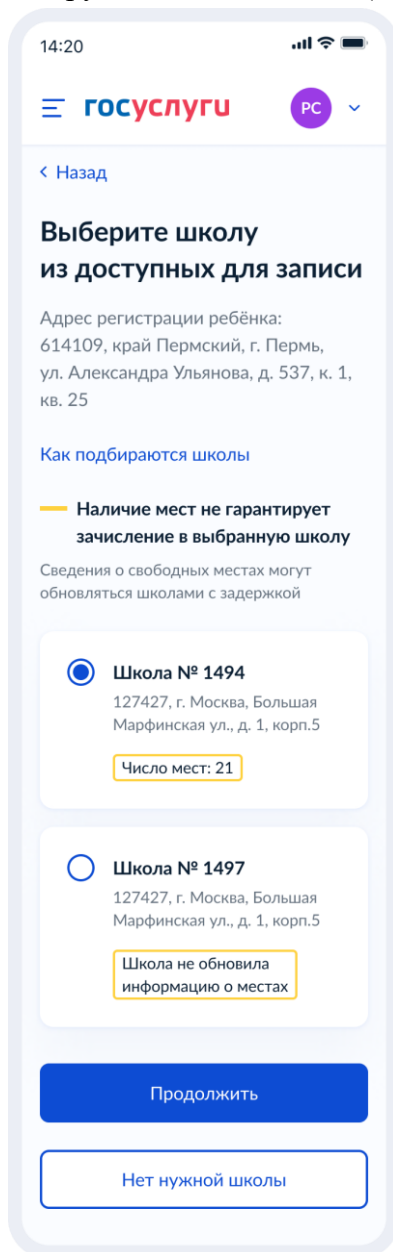 14:20
госуслуги
РС
Назад
Выберите школу
из доступных для записи
Адрес регистрации ребёнка:
614109, край Пермский, г. Пермь,
ул. Александра Ульянова, д. 537, к. 1,
кв. 25
Как подбираются школы
Наличие мест не гарантирует
зачисление в выбранную школу
Сведения о свободных местах могут
обновляться школами с задержкой
Школа № 1494
127427, г. Москва, Большая
Марфинская ул., д. 1, корп.5
Число мест: 21
Школа № 1497
127427, г. Москва, Большая
Марфинская ул., д. 1, корп.5
Школа не обновила
информацию о местах
Продолжить
Нет нужной школы